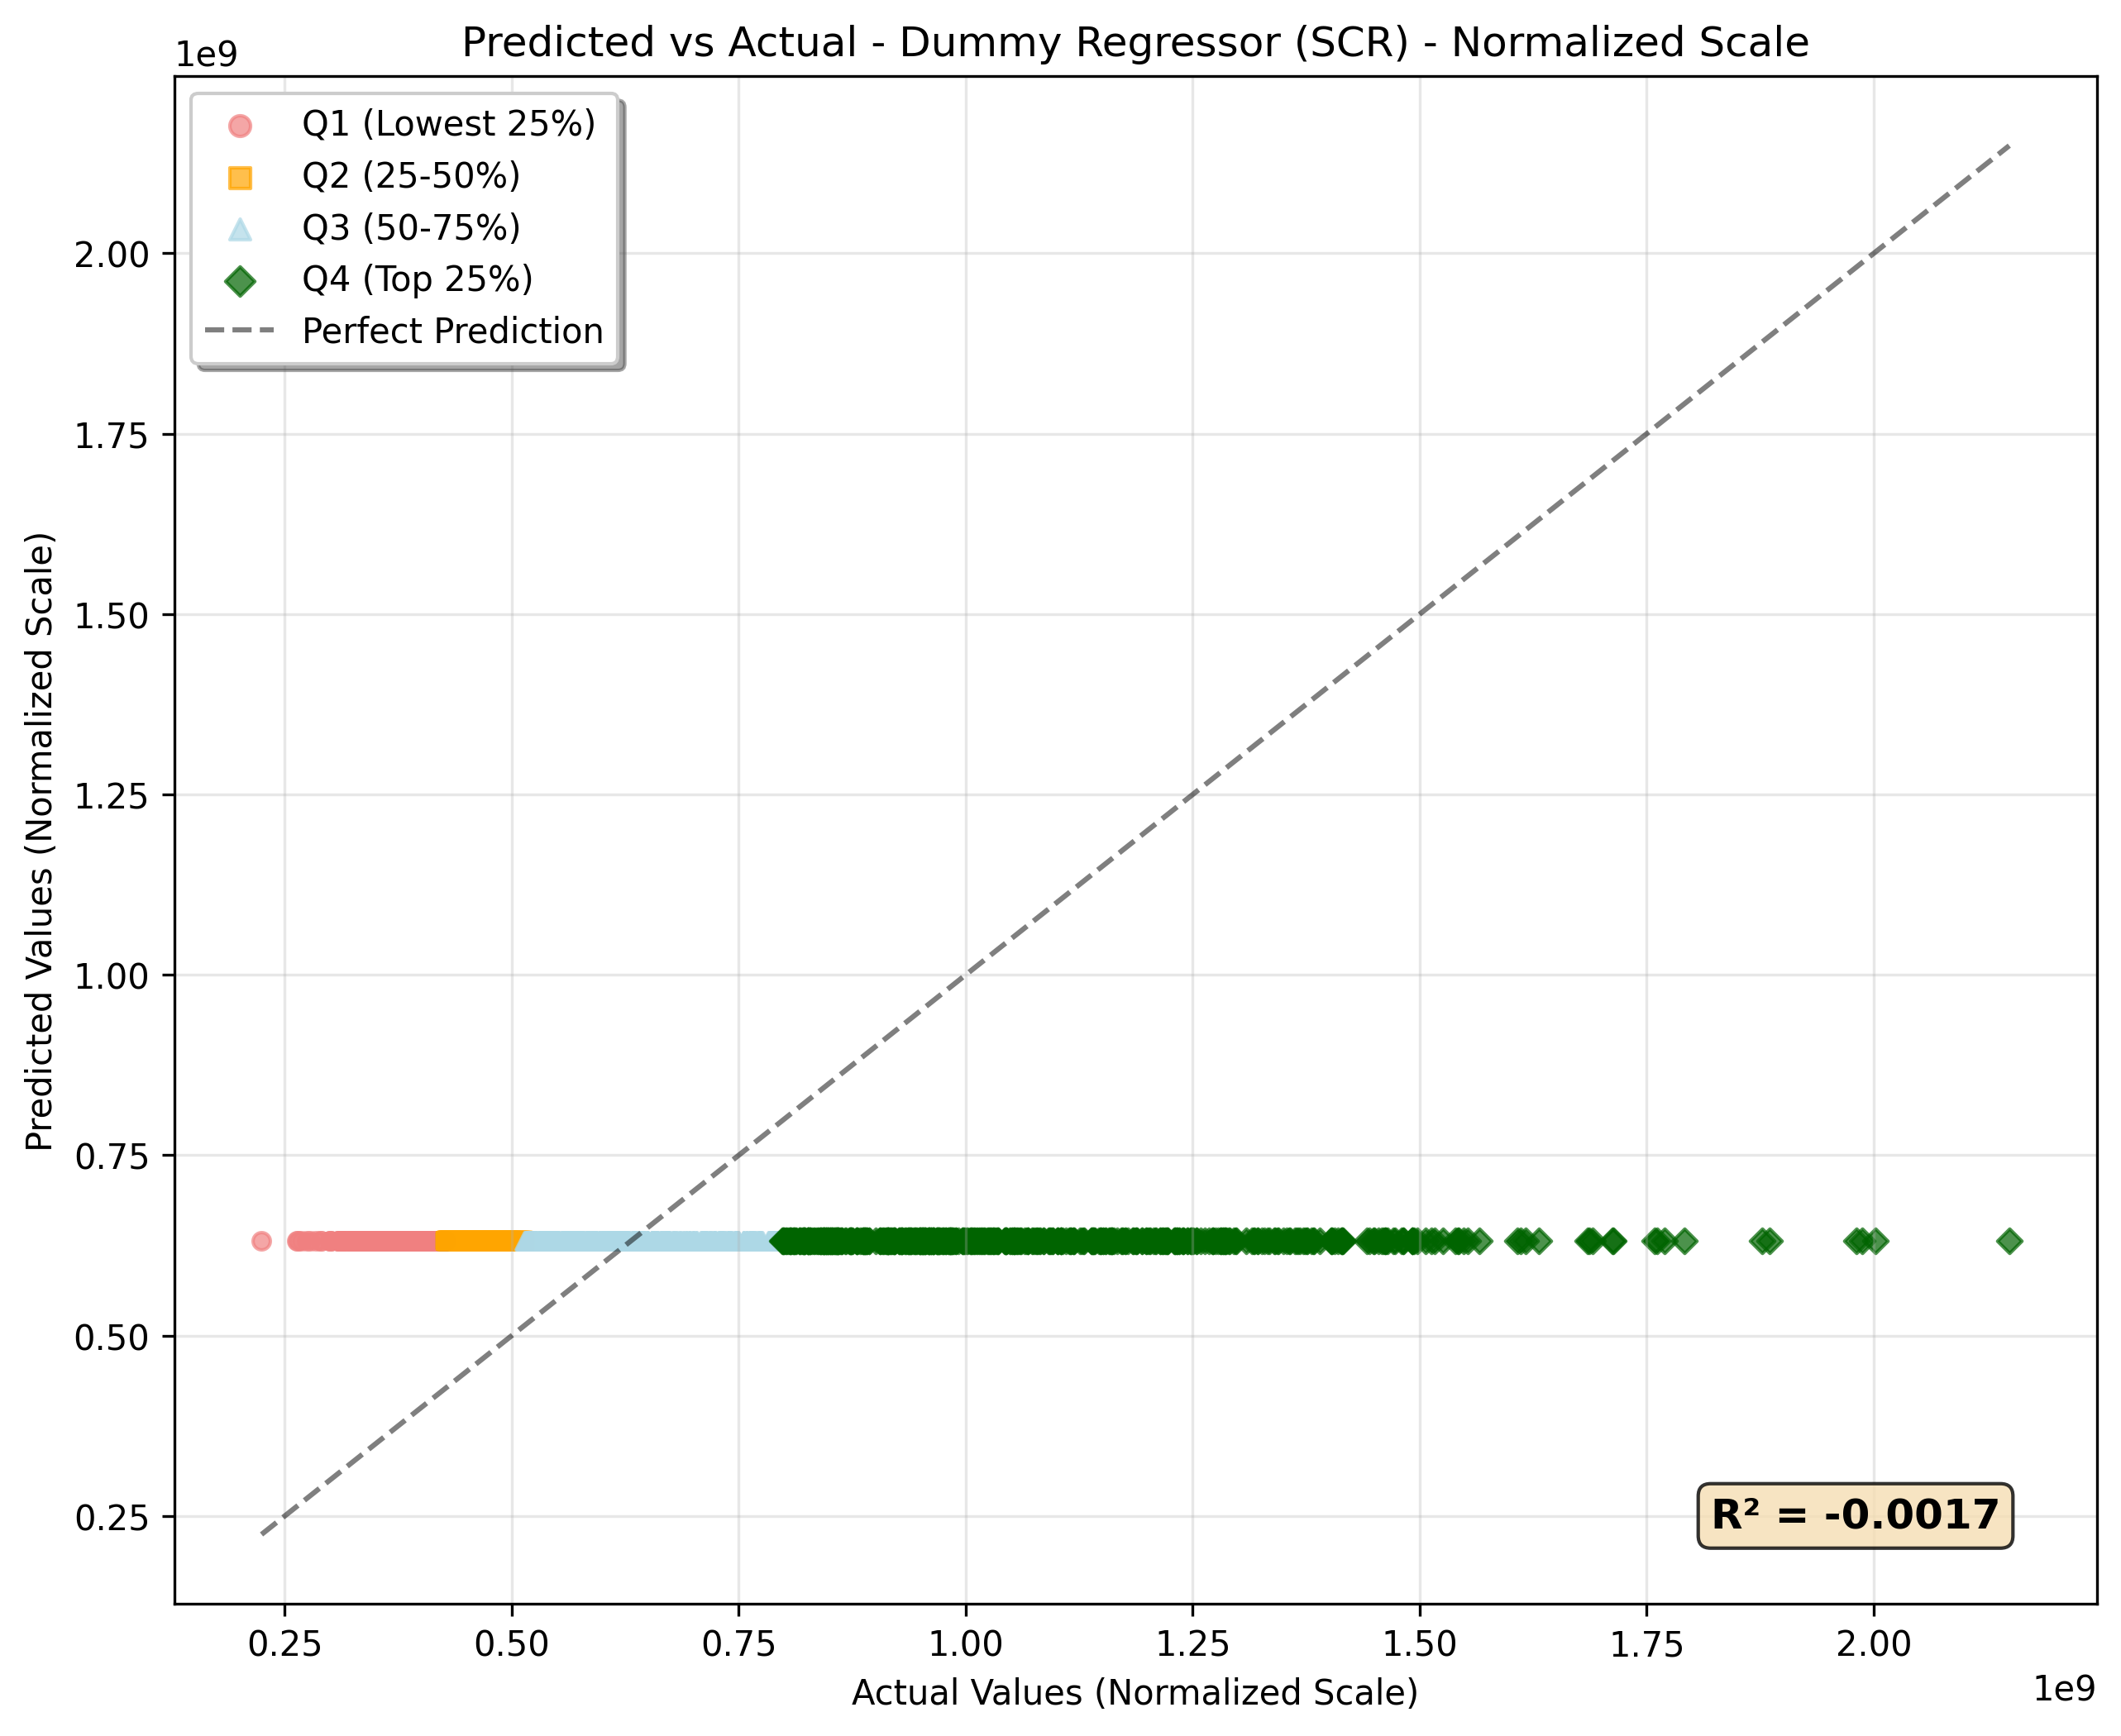 Predicted vs Actual - Dummy Regressor (SCR) - Normalized Scale
1e9
Q1 (Lowest 25%)
Q2 (25-50%)
Q3 (50-75%)
Q4 (Top 25%)
Perfect Prediction
2.00
1.75
1.50
1.25
1.00
0.75
0.50
0.25
Predicted Values (Normalized Scale)
R² = -0.0017
0.25 0.50 0.75 1.00 1.25 1.50 1.75 2.00
1e9
Actual Values (Normalized Scale)